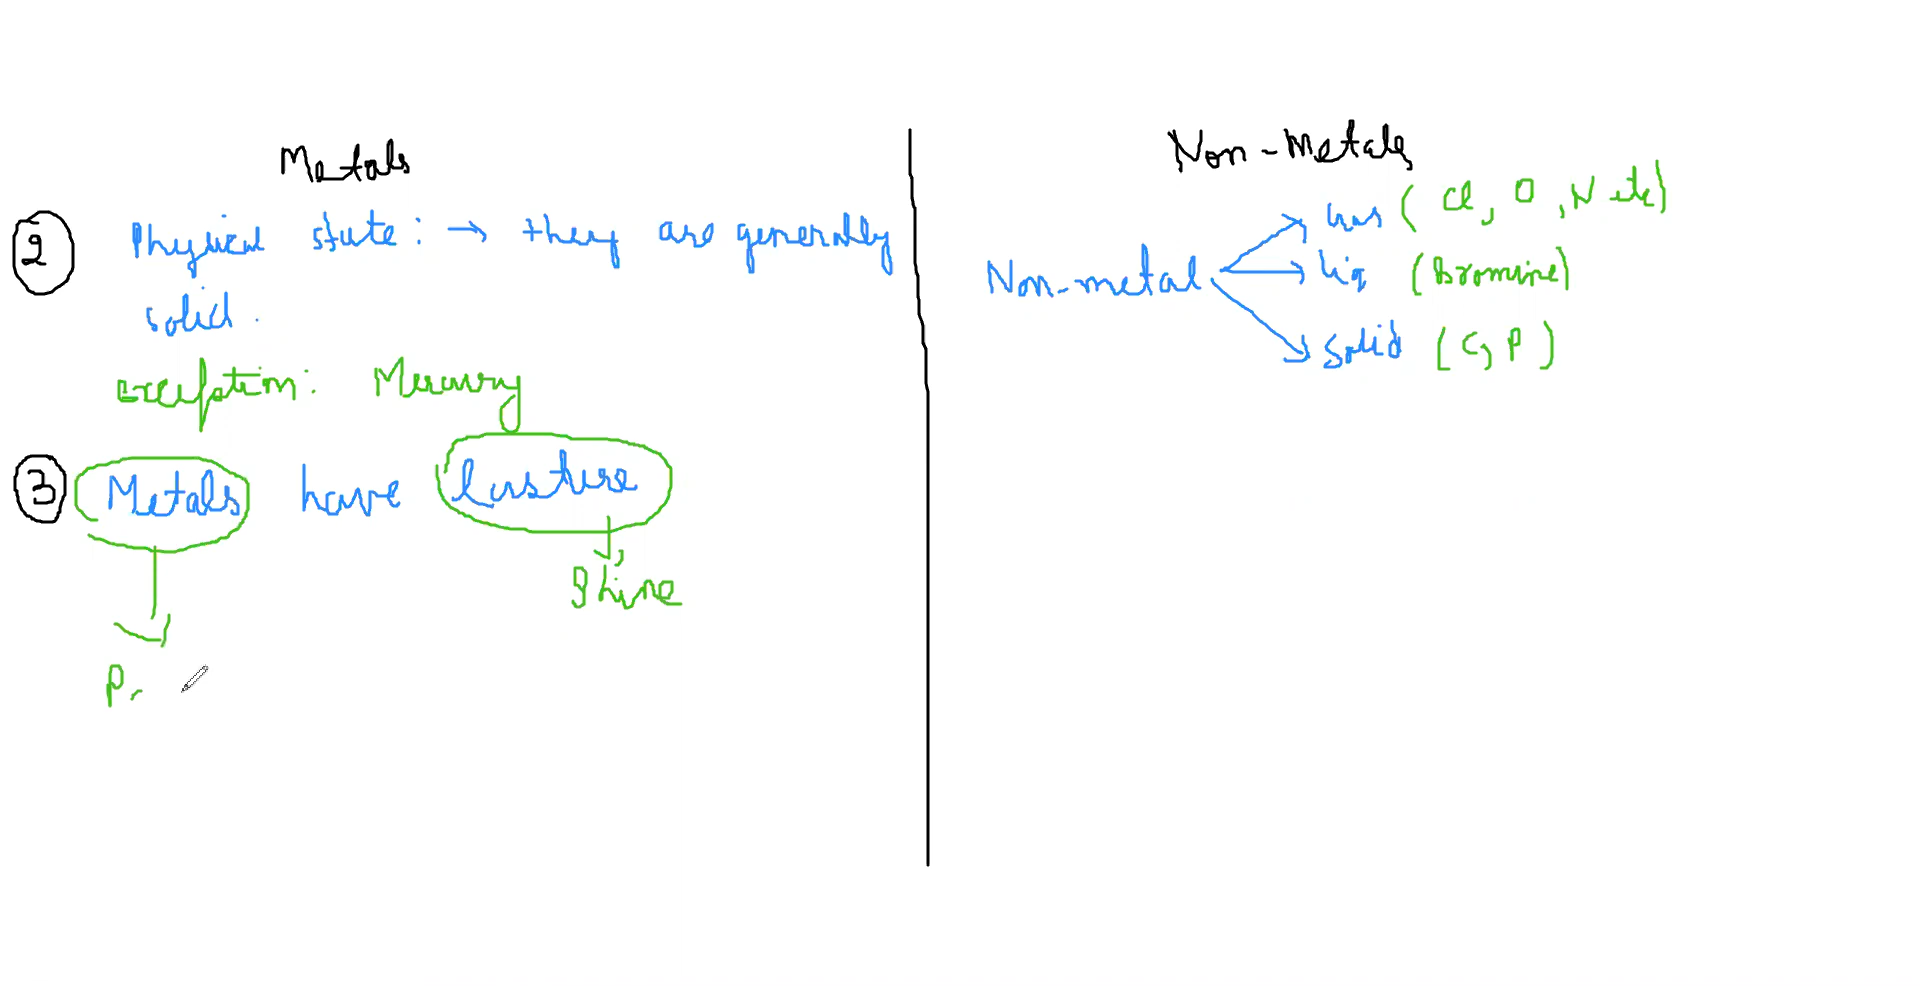 Metals
② Physical state: → they are generally
solid.
exception: Mercury
③ Metals have lusture
Shine
P
Non-Metals
Non-metal
Gas (Cl, O, N etc)
Liq (Bromine)
Solid (C, P)